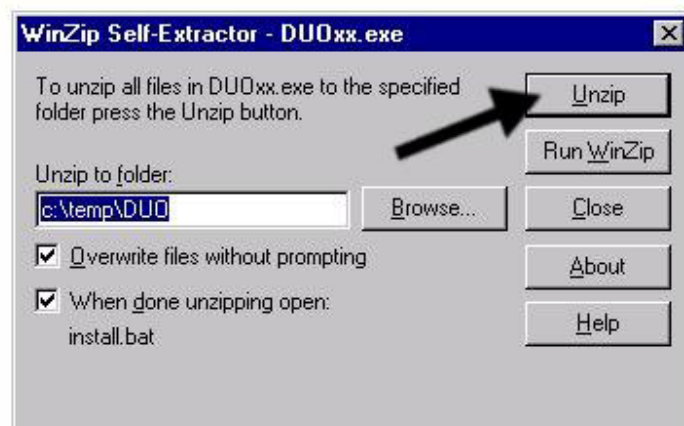 WinZip Self-Extractor - DUOxx.exe
To unzip all files in DUOxx.exe to the specified
folder press the Unzip button.
Unzip to folder:
c:\temp\DUO
Browse...
Overwrite files without prompting
When done unzipping open:
install.bat
Unzip
Run WinZip
Close
About
Help